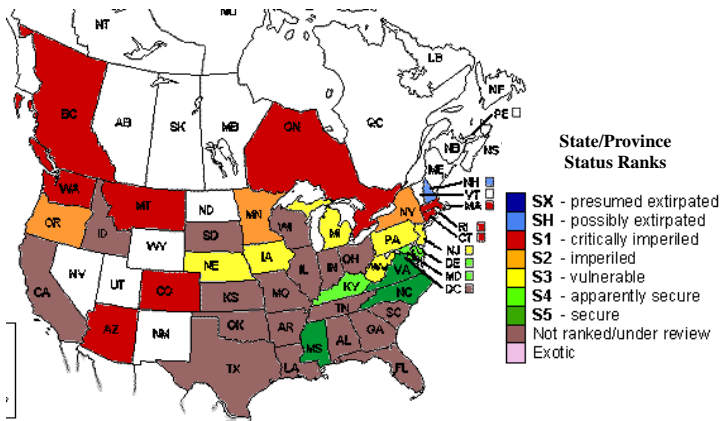 NT
NU
LB
BC
AB
SK
MB
ON
QC
NF
PE
NB
NS
ME
NH
VT
MA
WA
MT
ND
MN
OR
ID
SD
WI
MI
NY
RI
CT
WY
IA
PA
NJ
NE
DE
NV
UT
IL
IN
OH
WV
MD
VA
DC
CA
CO
KS
MO
KY
NC
TN
AZ
NM
OK
AR
SC
MS
AL
GA
TX
LA
FL
State/Province
Status Ranks
SX - presumed extirpated
SH - possibly extirpated
S1 - critically imperiled
S2 - imperiled
S3 - vulnerable
S4 - apparently secure
S5 - secure
Not ranked/under review
Exotic